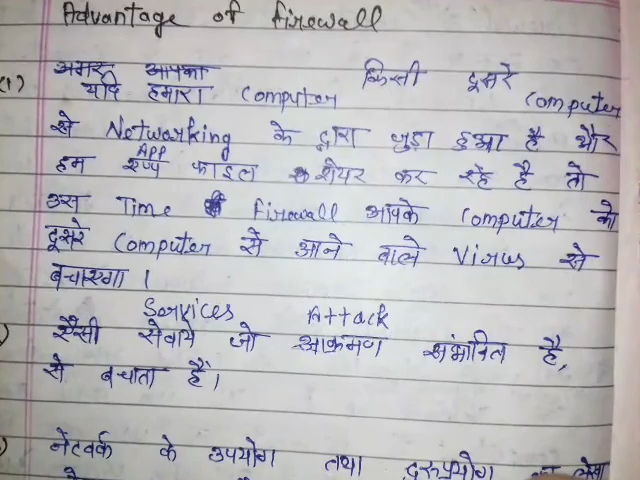 Advantage of firewall
अगर आपका किसी दूसरे
(1) यदि हमारा computer computer
से Networking के द्वारा जुड़ा हुआ है और
App
हम एप्प फाइल शेयर कर रहे है तो
उस Time firewall आपके computer को
दूसरे computer से आने वाले Virus से
बचाएगा ।
Services Attack
ऐसी सेवाये जो आक्रमण संभावित है,
से बचाता हैं।
नेटवर्क के उपयोग तथा दुरुप्रयोग लेखा